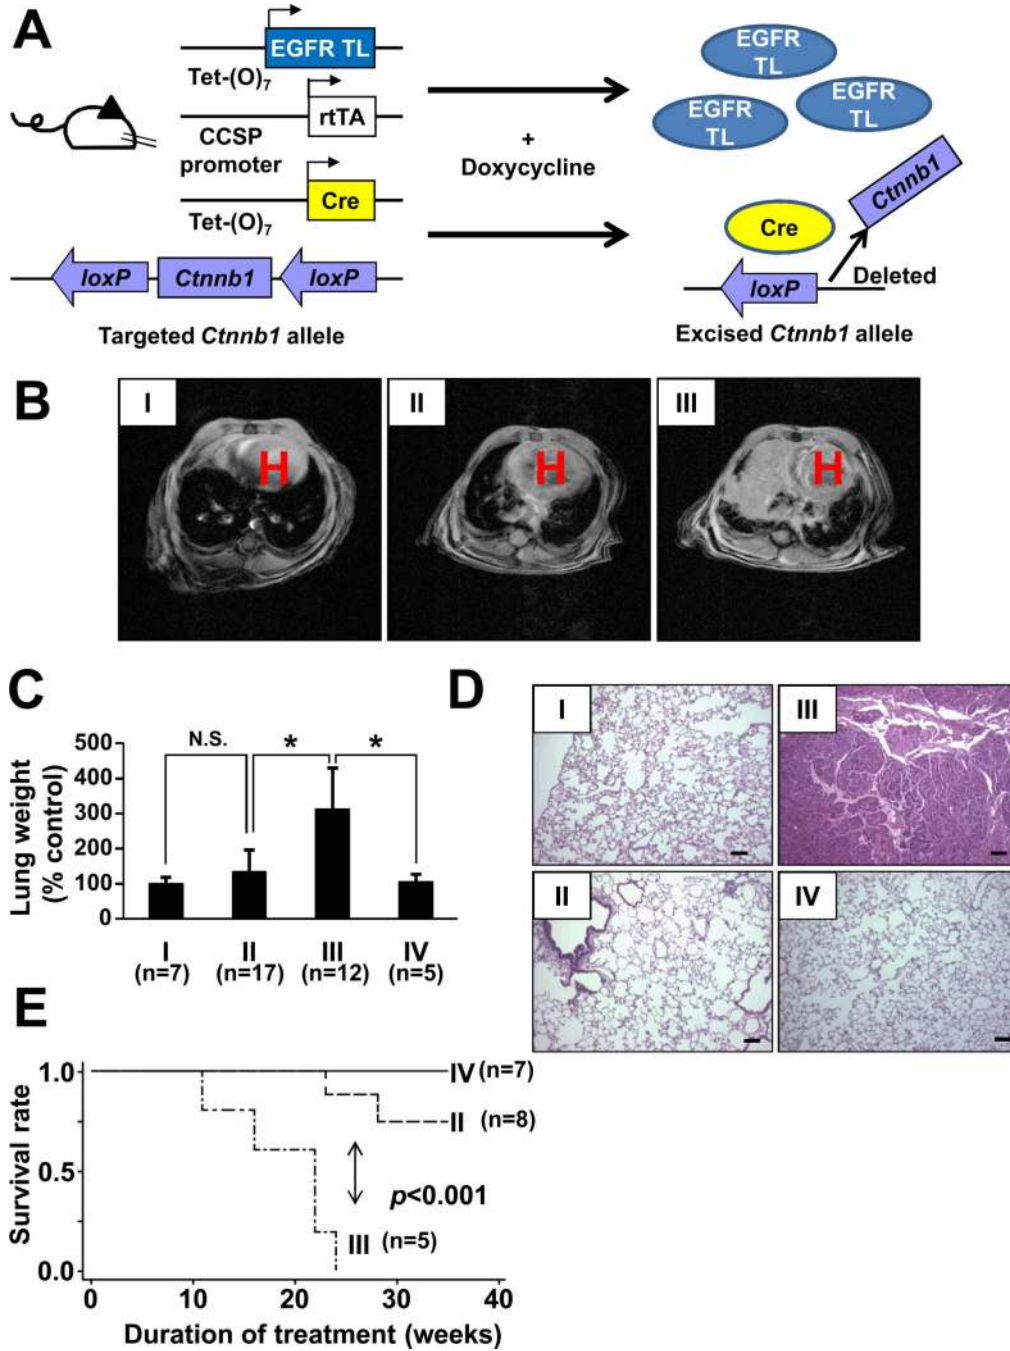 A
EGFR TL
Tet-(O)7
rtTA
CCSP
promoter
Cre
Tet-(O)7
loxP Ctnnb1 loxP
Targeted Ctnnb1 allele
+
Doxycycline
EGFR
TL
EGFR
TL
EGFR
TL
Ctnnb1
Cre
loxP
Deleted
Excised Ctnnb1 allele
B
I
H
II
H
III
H
C
Lung weight
(% control)
500
400
300
200
100
0
N.S.
*
*
I II III IV
(n=7) (n=17) (n=12) (n=5)
D
I
III
II
IV
E
Survival rate
1.0
0.5
0.0
IV (n=7)
II (n=8)
p<0.001
III (n=5)
0 10 20 30 40
Duration of treatment (weeks)